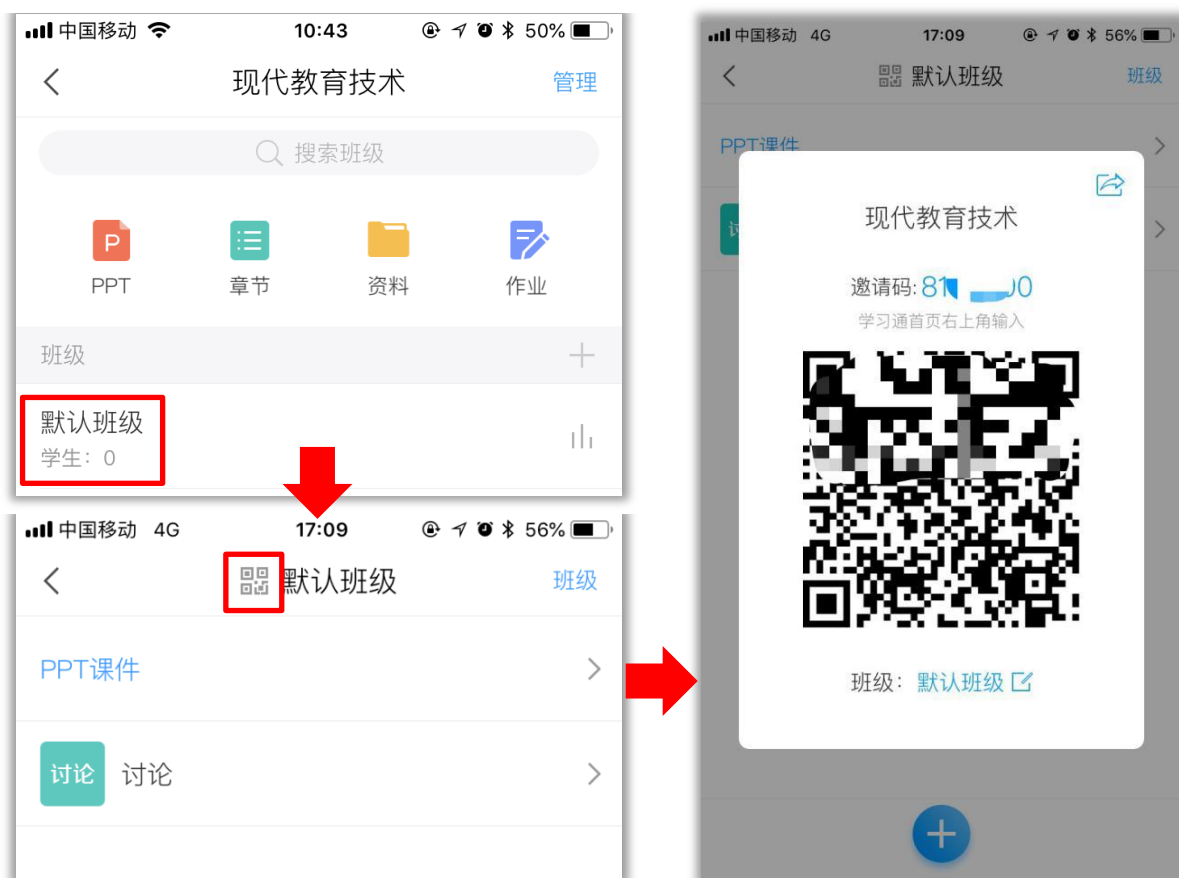 中国移动 10:43 50%
现代教育技术 管理
搜索班级
P
PPT 章节 资料 作业
班级
默认班级
学生：0
中国移动 4G 17:09 56%
默认班级 班级
PPT课件
讨论 讨论
中国移动 4G 17:09 56%
默认班级 班级
PPT课件
现代教育技术
邀请码:
学习通首页右上角输入
班级：默认班级